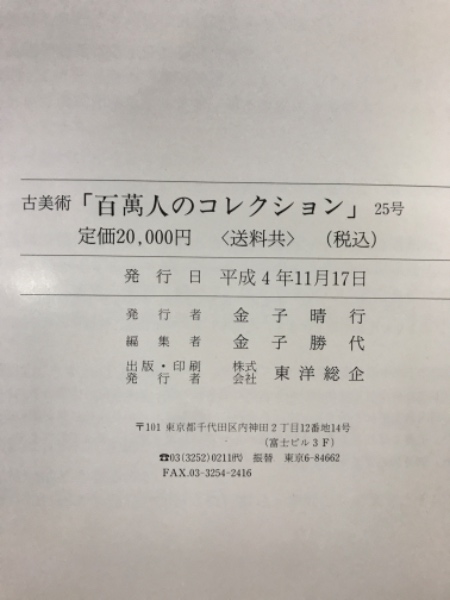 古美術「百萬人のコレクション」 25号
定価20,000円 〈送料共〉 (税込)
発行日 平成4年11月17日
発行者 金子晴行
編集者 金子勝代
出版・印刷 発行者 株式会社 東洋総企
〒101 東京都千代田区内神田2丁目12番地14号
(富士ビル3F)
☎03(3252)0211㈹ 振替 東京6-84662
FAX.03-3254-2416